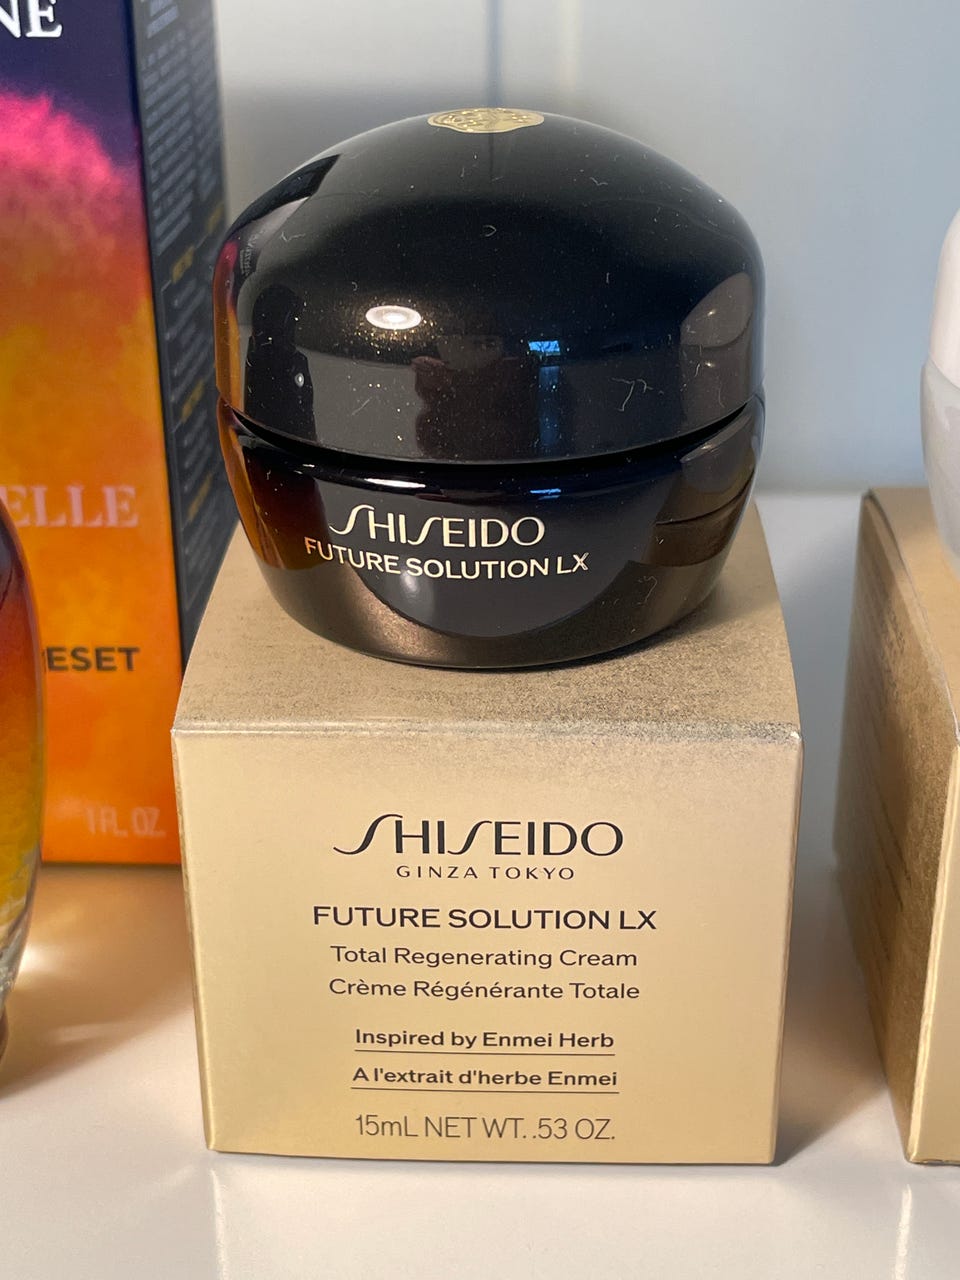 NE
ELLE
ESET
1 FL. OZ.
SHISEIDO
FUTURE SOLUTION LX
SHISEIDO
GINZA TOKYO
FUTURE SOLUTION LX
Total Regenerating Cream
Crème Régénérante Totale
Inspired by Enmei Herb
A l'extrait d'herbe Enmei
15mL NET WT. .53 OZ.